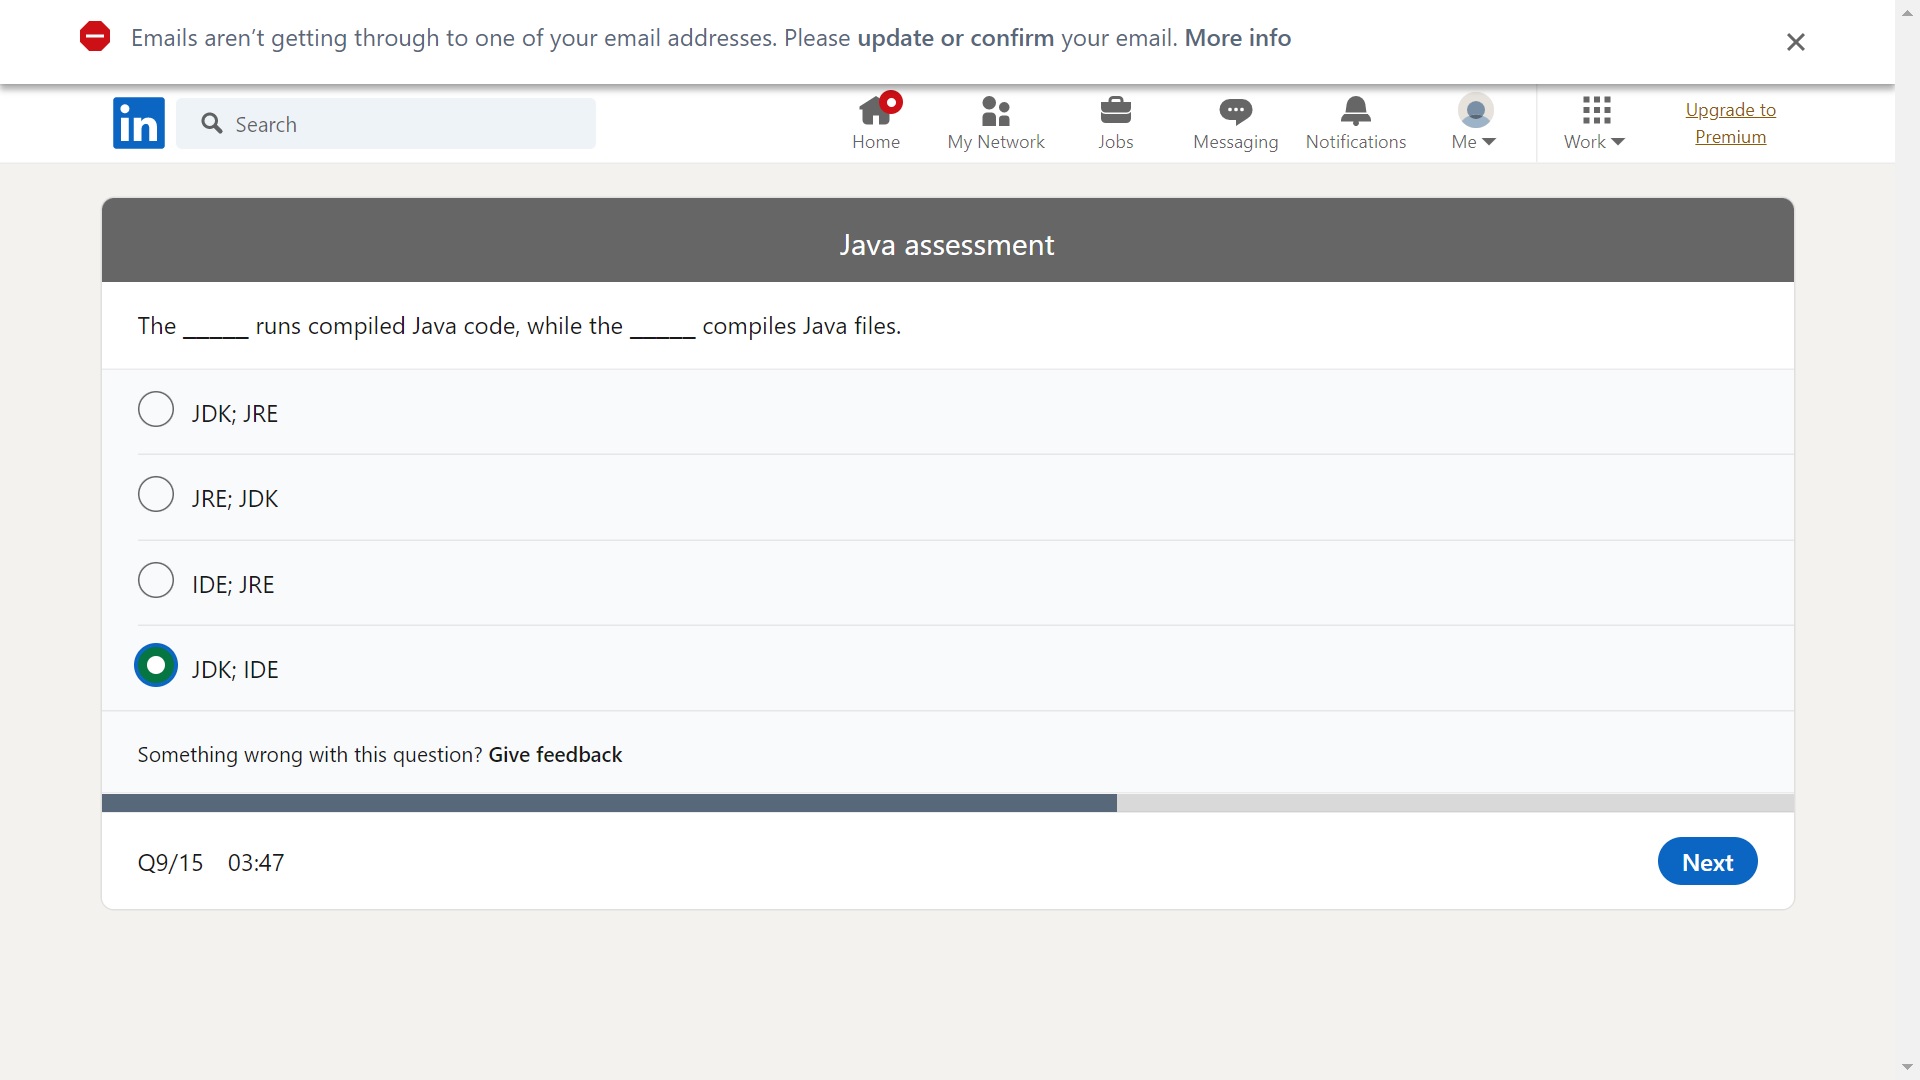 Emails aren't getting through to one of your email addresses. Please update or confirm your email. More info
in
Search
Home
My Network
Jobs
Messaging
Notifications
Me
Work
Upgrade to
Premium
Java assessment
The _____ runs compiled Java code, while the _____ compiles Java files.
JDK; JRE
JRE; JDK
IDE; JRE
JDK; IDE
Something wrong with this question? Give feedback
Q9/15 03:47
Next